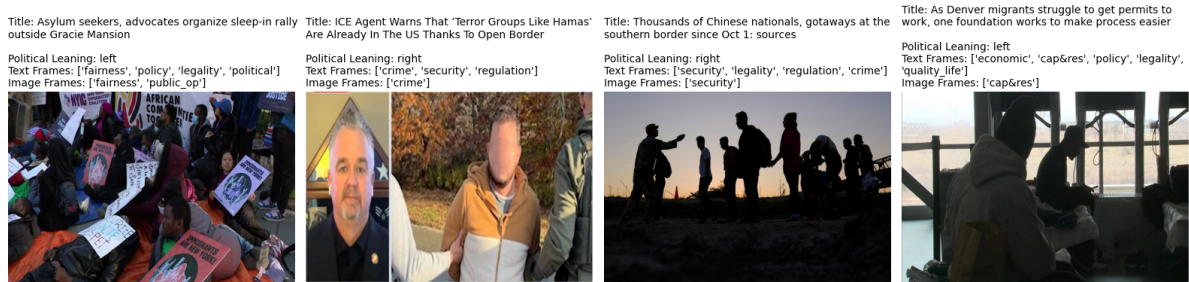 Title: Asylum seekers, advocates organize sleep-in rally
outside Gracie Mansion
Political Leaning: left
Text Frames: ['fairness', 'policy', 'legality', 'political']
Image Frames: ['fairness', 'public_op']
AFRICAN
Title: ICE Agent Warns That ‘Terror Groups Like Hamas’
Are Already In The US Thanks To Open Border
Political Leaning: right
Text Frames: ['crime', 'security', 'regulation']
Image Frames: ['crime']
Title: Thousands of Chinese nationals, gotaways at the
southern border since Oct 1: sources
Political Leaning: right
Text Frames: ['security', 'legality', 'regulation', 'crime']
Image Frames: ['security']
Title: As Denver migrants struggle to get permits to
work, one foundation works to make process easier
Political Leaning: left
Text Frames: ['economic', 'cap&res', 'policy', 'legality',
'quality_life']
Image Frames: ['cap&res']